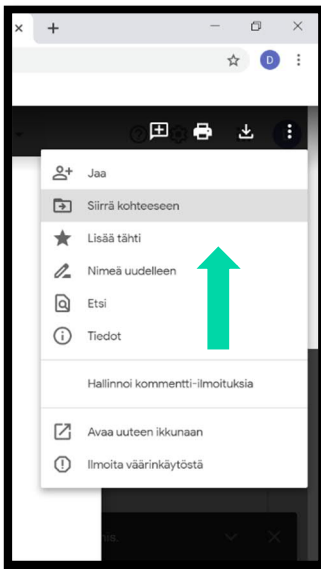 D
Jaa
Siirrä kohteeseen
Lisää tähti
Nimeä uudelleen
Etsi
Tiedot
Hallinnoi kommentti-ilmoituksia
Avaa uuteen ikkunaan
Ilmoita väärinkäytöstä